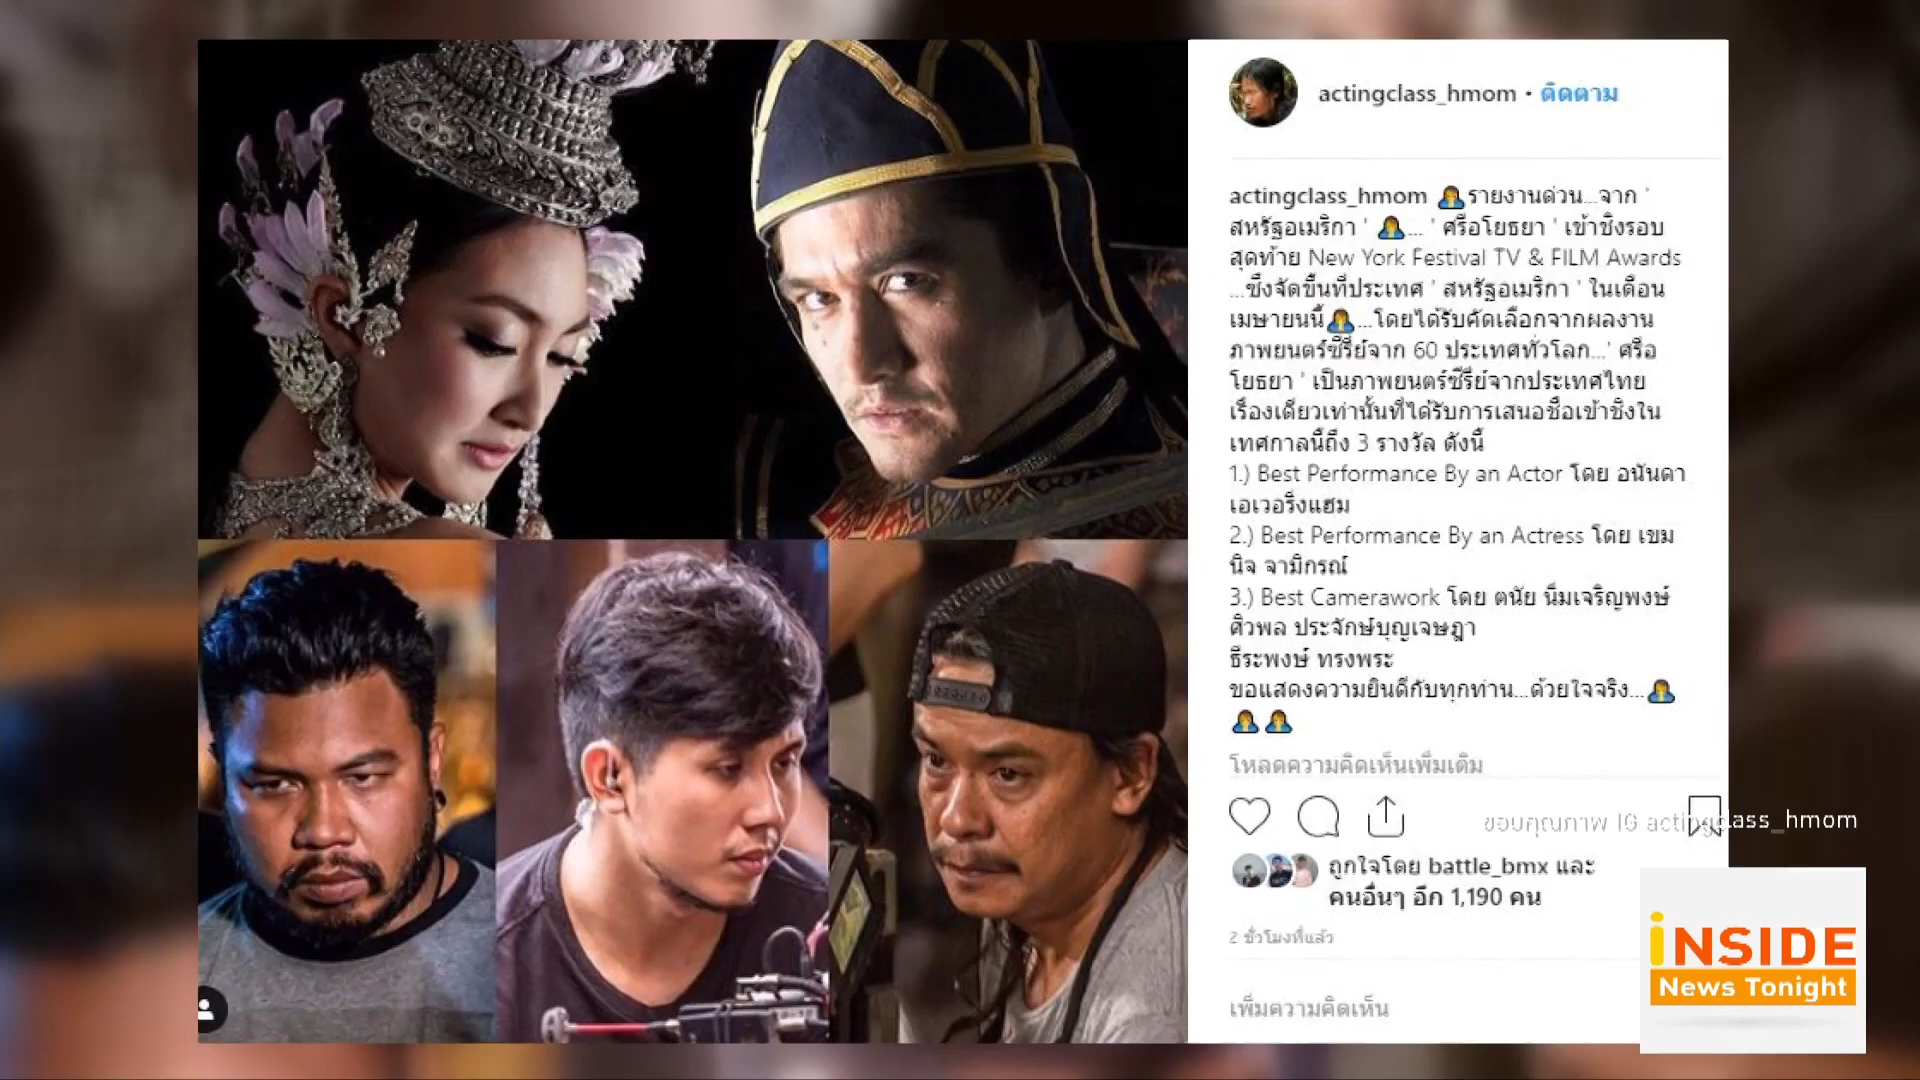 actingclass_hmom • ติดตาม
actingclass_hmom 🤦‍♂️รายงานด่วน...จาก '
สหรัฐอเมริกา ' 🤦‍♂️... ' ศรีอโยธยา ' เข้าชิงรอบ
สุดท้าย New York Festival TV & FILM Awards
...ซึ่งจัดขึ้นที่ประเทศ ' สหรัฐอเมริกา ' ในเดือน
เมษายนนี้🤦‍♂️...โดยได้รับคัดเลือกจากผลงาน
ภาพยนตร์ซีรีย์จาก 60 ประเทศทั่วโลก...' ศรีอ
โยธยา ' เป็นภาพยนตร์ซีรีย์จากประเทศไทย
เรื่องเดียวเท่านั้นที่ได้รับการเสนอชื่อเข้าชิงใน
เทศกาลนี้ถึง 3 รางวัล ดังนี้
1.) Best Performance By an Actor โดย อนันดา
เอเวอริ่งแฮม
2.) Best Performance By an Actress โดย เขม
นิจ จามิกรณ์
3.) Best Camerawork โดย ดนัย นิ่มเจริญพงษ์
ศิวพล ประจักษ์บุญเจษฎา
ธีระพงษ์ ทรงพระ
ขอแสดงความยินดีกับทุกท่าน...ด้วยใจจริง...🤦‍♂️
🤦‍♂️🤦‍♂️
โหลดความคิดเห็นเพิ่มเติม
ขอบคุณภาพ IG actingclass_hmom
ถูกใจโดย battle_bmx และ
คนอื่นๆ อีก 1,190 คน
2 ชั่วโมงที่แล้ว
เพิ่มความคิดเห็น
iNSIDE
News Tonight